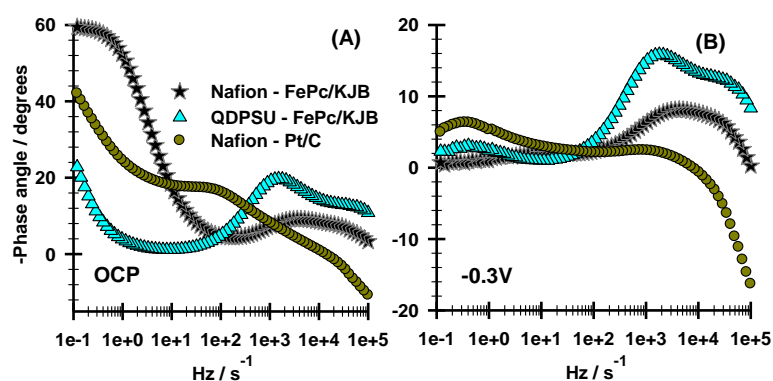 60
40
20
0
-Phase angle / degrees
(A)
Nafion - FePc/KJB
QDPSU - FePc/KJB
Nafion - Pt/C
OCP
1e-1 1e+0 1e+1 1e+2 1e+3 1e+4 1e+5
Hz / s⁻¹
20
10
0
-10
-20
(B)
-0.3V
1e-1 1e+1 1e+2 1e+3 1e+4 1e+5
Hz / s⁻¹